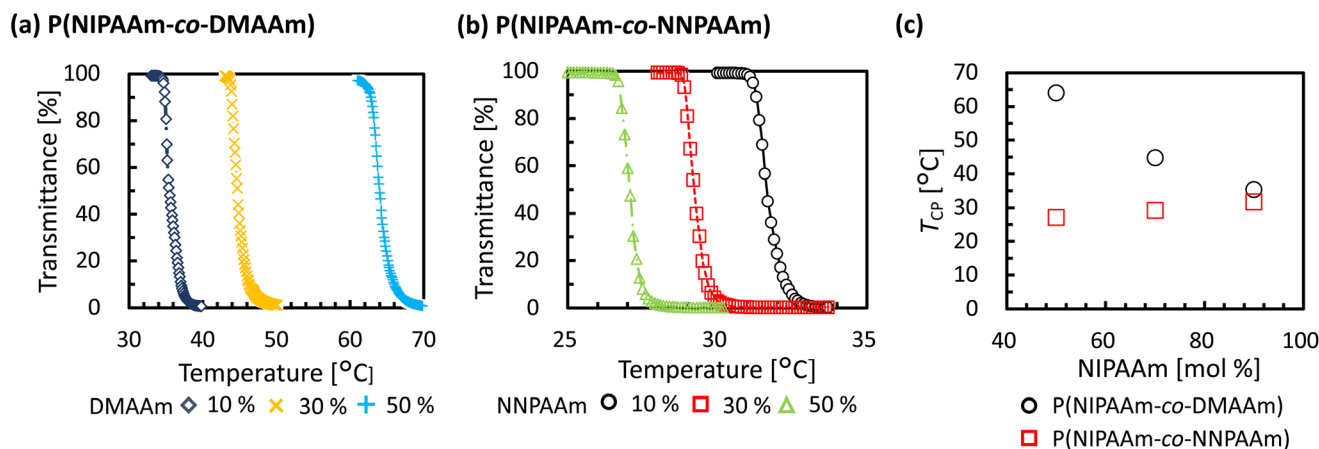 (a) P(NIPAAm-co-DMAAm)
100
80
60
40
20
0
Transmittance [%]
30 40 50 60 70
Temperature [°C]
DMAAm 10 % 30 % 50 %
(b) P(NIPAAm-co-NNPAAm)
100
80
60
40
20
0
Transmittance [%]
25 30 35
Temperature [°C]
NNPAAm 10 % 30 % 50 %
(c)
70
60
50
40
30
20
10
0
TCP [°C]
40 60 80 100
NIPAAm [mol %]
P(NIPAAm-co-DMAAm)
P(NIPAAm-co-NNPAAm)